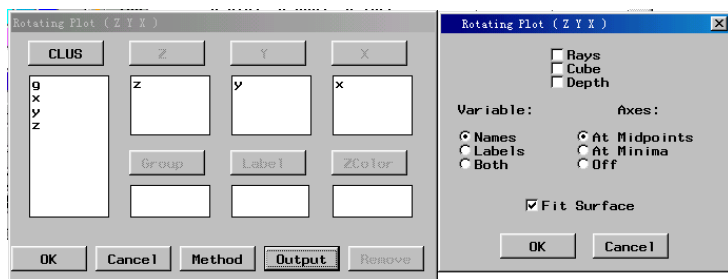 Rotating Plot ( Z Y X )
CLUS Z Y X
g
x
y
z
z y x
Group Label ZColor
OK Cancel Method Output Remove
Rotating Plot ( Z Y X )
Rays
Cube
Depth
Variable: Axes:
Names At Midpoints
Labels At Minima
Both Off
Fit Surface
OK Cancel